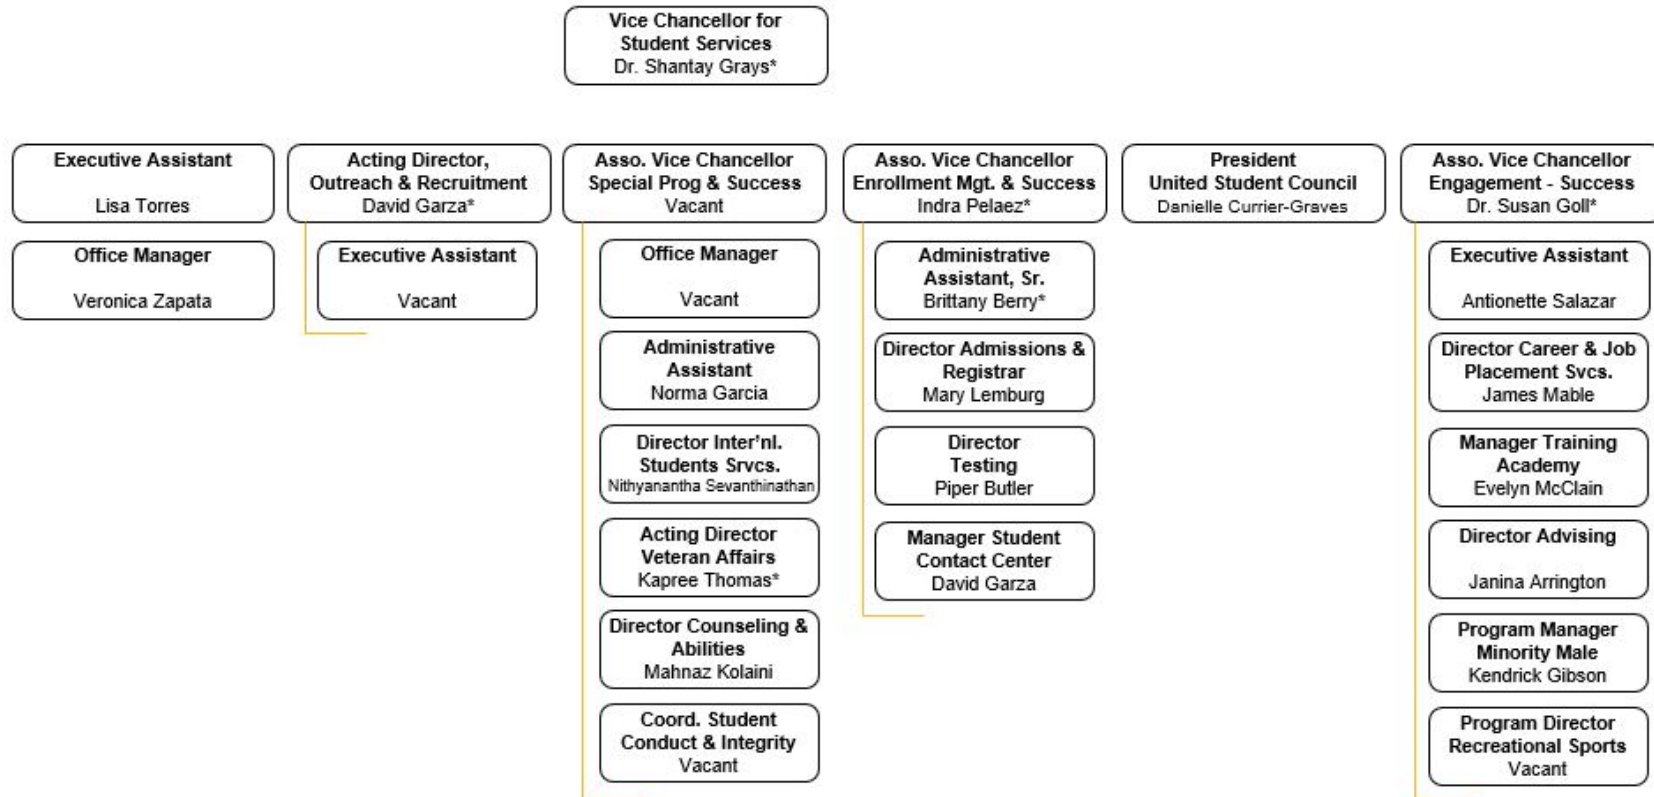 Vice Chancellor for
Student Services
Dr. Shantay Grays*
Executive Assistant
Lisa Torres
Office Manager
Veronica Zapata
Acting Director,
Outreach & Recruitment
David Garza*
Executive Assistant
Vacant
Asso. Vice Chancellor
Special Prog & Success
Vacant
Office Manager
Vacant
Administrative
Assistant
Norma Garcia
Director Inter'nl.
Students Srvcs.
Nithyanantha Sevanthinathan
Acting Director
Veteran Affairs
Kapree Thomas*
Director Counseling &
Abilities
Mahnaz Kolaini
Coord. Student
Conduct & Integrity
Vacant
Asso. Vice Chancellor
Enrollment Mgt. & Success
Indra Pelaez*
Administrative
Assistant, Sr.
Brittany Berry*
Director Admissions &
Registrar
Mary Lemburg
Director
Testing
Piper Butler
Manager Student
Contact Center
David Garza
President
United Student Council
Danielle Currier-Graves
Asso. Vice Chancellor
Engagement - Success
Dr. Susan Goll*
Executive Assistant
Antionette Salazar
Director Career & Job
Placement Svcs.
James Mable
Manager Training
Academy
Evelyn McClain
Director Advising
Janina Arrington
Program Manager
Minority Male
Kendrick Gibson
Program Director
Recreational Sports
Vacant